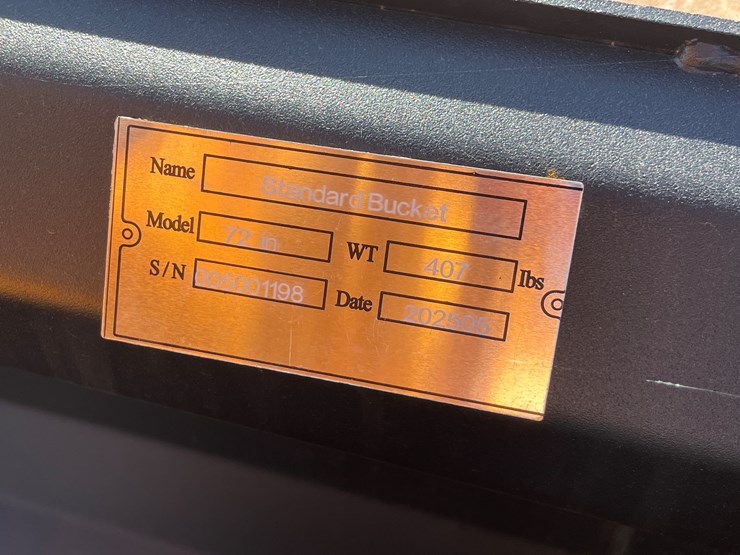 Name Standard Bucket
Model 72 in WT 407 lbs
S/N 005001198 Date 202505